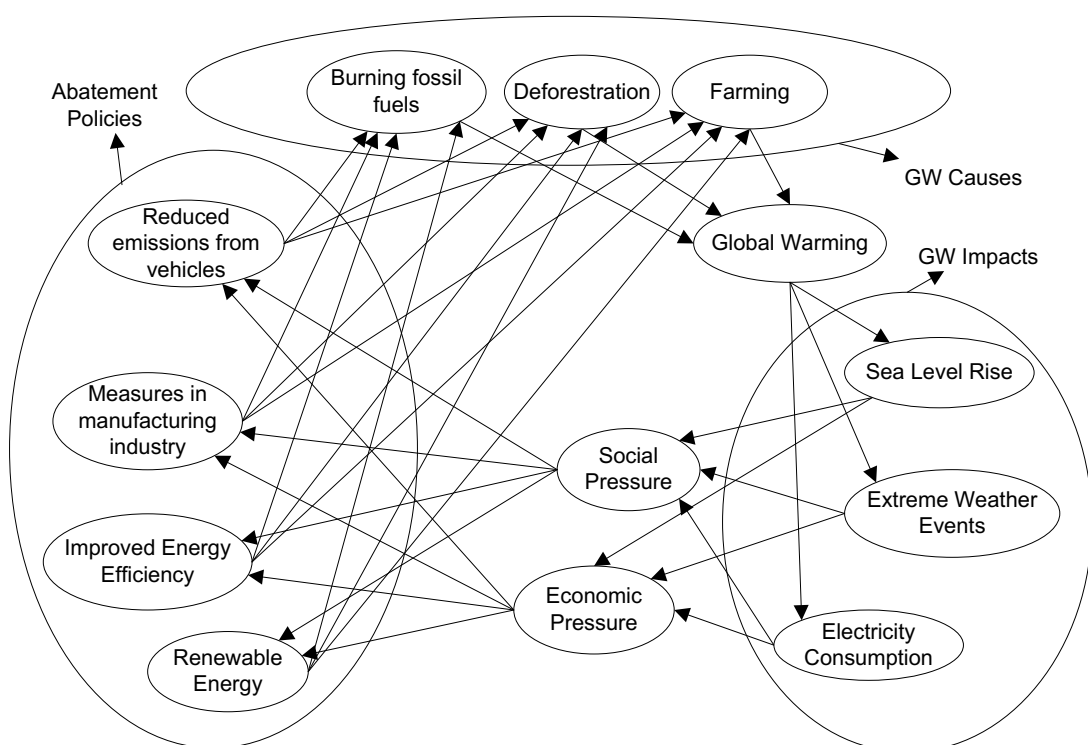 Burning fossil
fuels
Deforestration
Farming
Abatement
Policies
GW Causes
Reduced
emissions from
vehicles
Global Warming
GW Impacts
Sea Level Rise
Measures in
manufacturing
industry
Social
Pressure
Extreme Weather
Events
Improved Energy
Efficiency
Economic
Pressure
Electricity
Consumption
Renewable
Energy